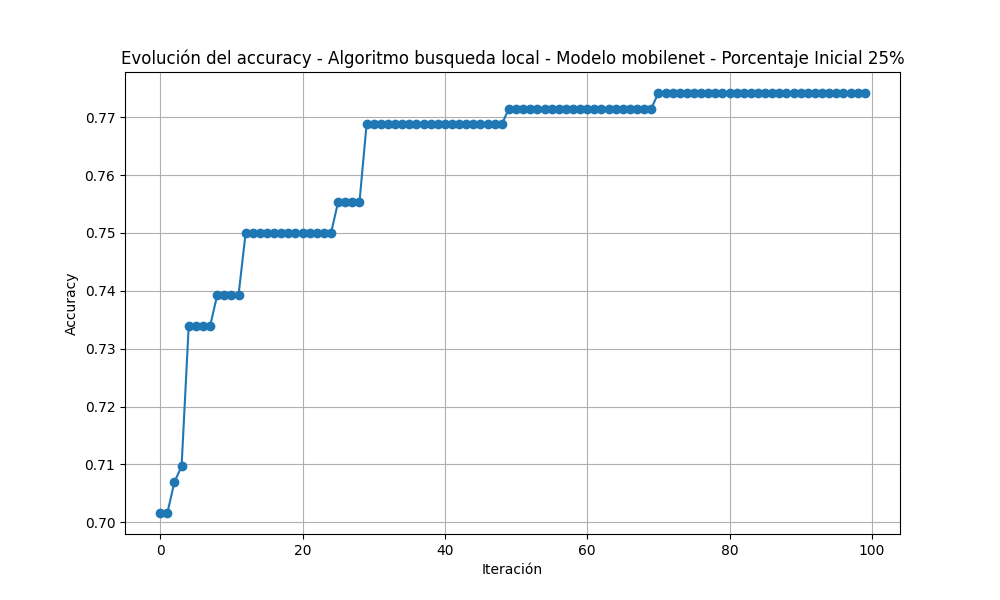 Evolución del accuracy - Algoritmo busqueda local - Modelo mobilenet - Porcentaje Inicial 25%
0.77
0.76
0.75
0.74
0.73
0.72
0.71
0.70
Accuracy
0 20 40 60 80 100
Iteración